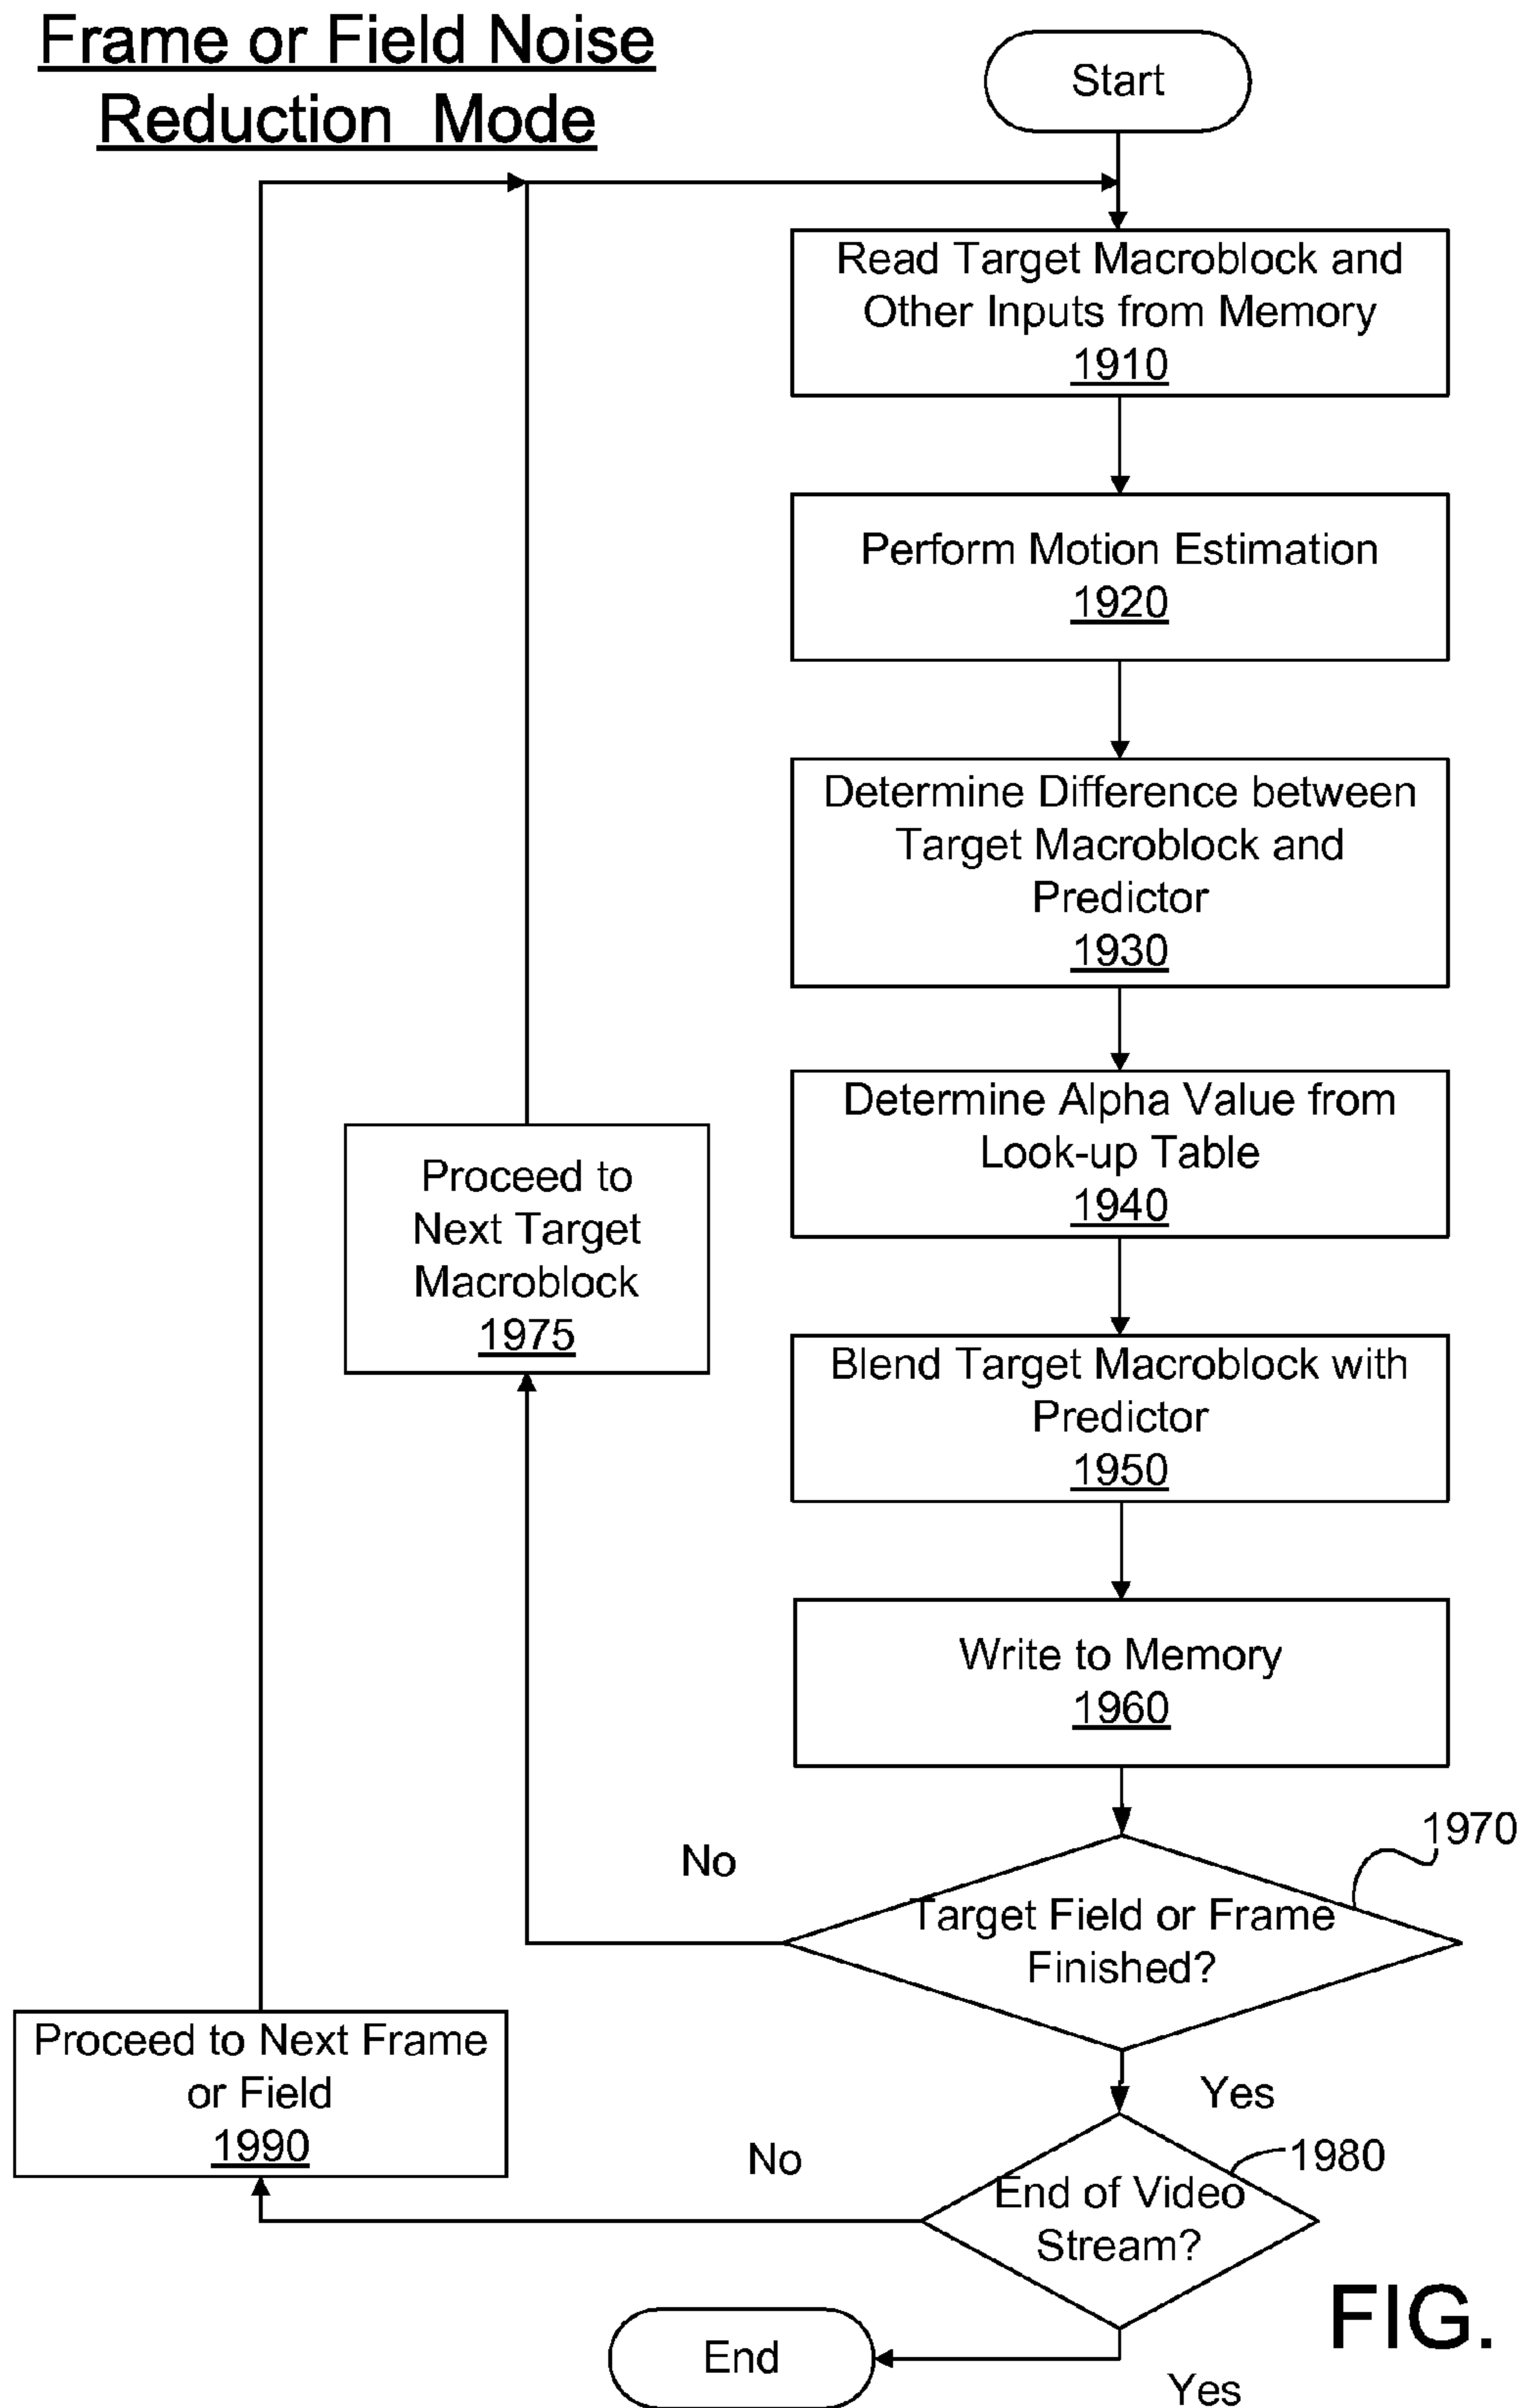 Frame or Field Noise
Reduction Mode
Start
Read Target Macroblock and
Other Inputs from Memory
1910
Perform Motion Estimation
1920
Determine Difference between
Target Macroblock and
Predictor
1930
Determine Alpha Value from
Look-up Table
1940
Proceed to
Next Target
Macroblock
1975
Blend Target Macroblock with
Predictor
1950
Write to Memory
1960
1970
No
Target Field or Frame
Finished?
Proceed to Next Frame
or Field
1990
Yes
No
1980
End of Video
Stream?
FIG.
End
Yes